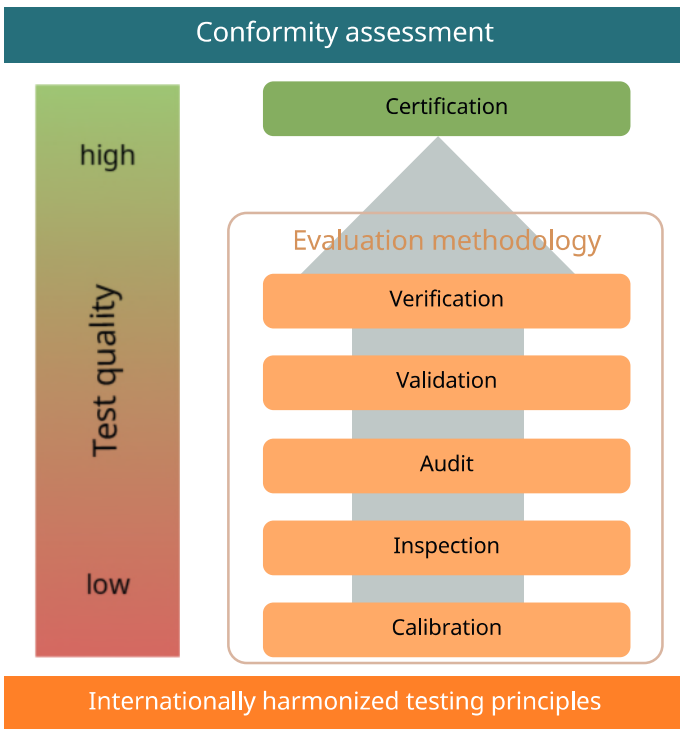 Conformity assessment
high
Test quality
low
Certification
Evaluation methodology
Verification
Validation
Audit
Inspection
Calibration
Internationally harmonized testing principles